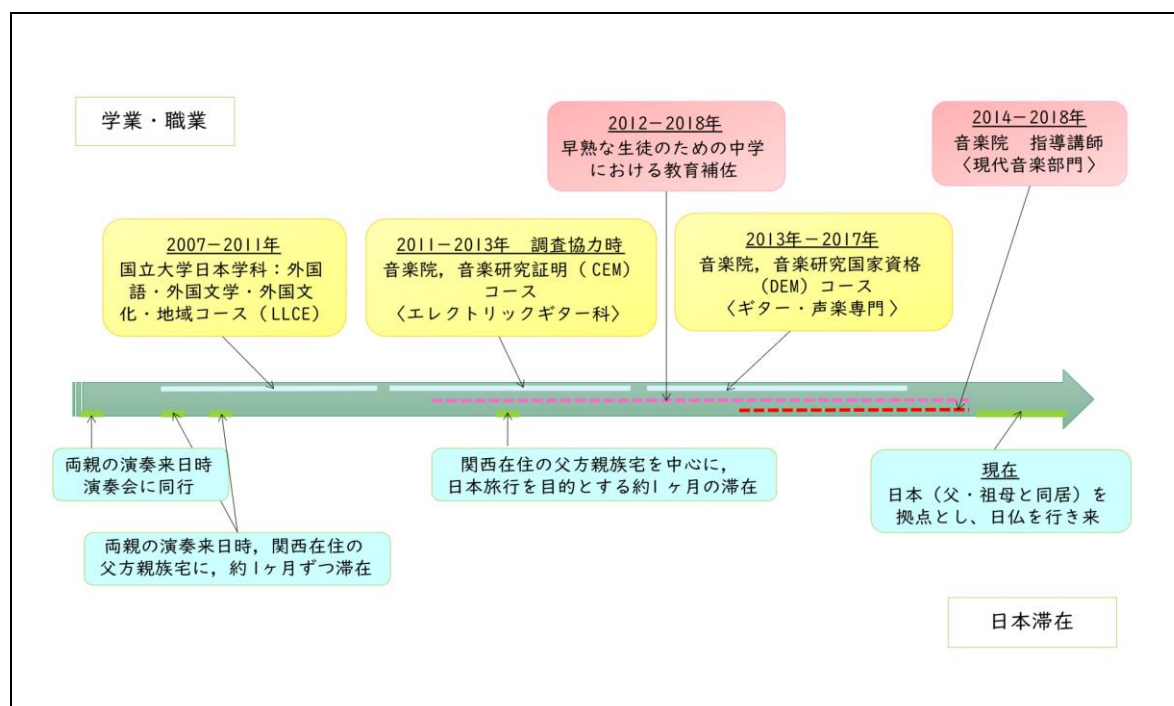 学業・職業
2012-2018年
早熟な生徒のための中学
における教育補佐
2014-2018年
音楽院 指導講師
〈現代音楽部門〉
2007-2011年
国立大学日本学科：外国
語・外国文学・外国文
化・地域コース（LLCE）
2011-2013年 調査協力時
音楽院，音楽研究証明（CEM）
コース
〈エレクトリックギター科〉
2013年-2017年
音楽院，音楽研究国家資格
（DEM）コース
〈ギター・声楽専門〉
両親の演奏来日時
演奏会に同行
両親の演奏来日時，関西在住の
父方親族宅に，約1ヶ月ずつ滞在
関西在住の父方親族宅を中心に，
日本旅行を目的とする約1ヶ月の滞在
現在
日本（父・祖母と同居）を
拠点とし、日仏を行き来
日本滞在